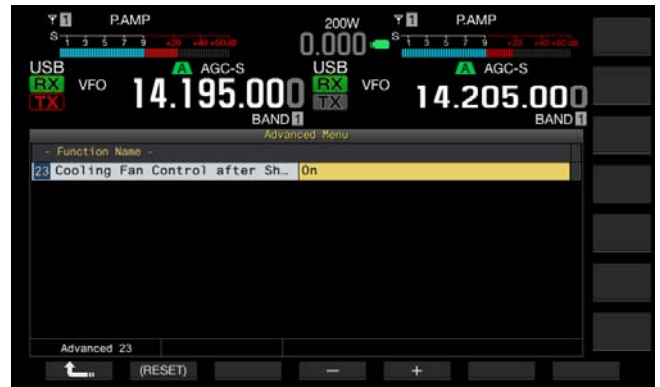 1 P.AMP 200W 1 P.AMP
S 1 3 5 7 9 +20 +40 +60dB 0.000 S 1 3 5 7 9 +20 +40 +60dB
USB A AGC-S USB A AGC-S
RX VFO 14.195.000 RX VFO 14.205.000
TX TX
BAND 1 BAND 1
Advanced Menu
- Function Name -
23 Cooling Fan Control after Sh… On
Advanced 23
(RESET) − +